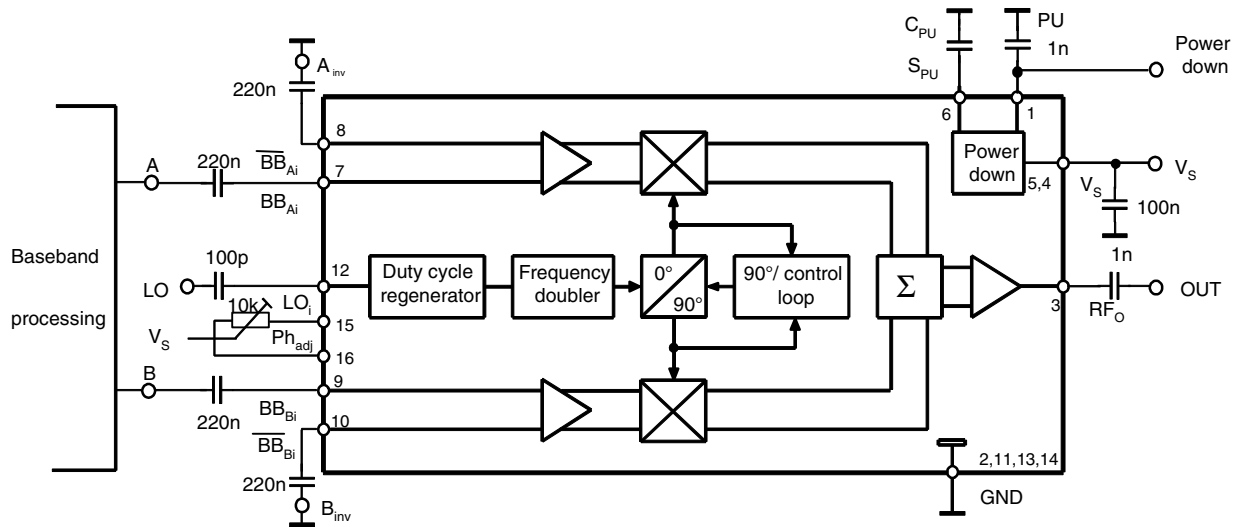 C_PU
PU
1n
S_PU
Power
down
A_inv
220n
6
1
8
A
220n
B̅B̅_Ai
7
BB_Ai
Power
down
5,4
V_S
V_S
100n
Baseband
processing
100p
LO
12
LO_i
Duty cycle
regenerator
Frequency
doubler
0°
90°
90°/ control
loop
Σ
3
1n
RF_O
OUT
10k
V_S
15
Ph_adj
16
B
220n
9
BB_Bi
10
B̅B̅_Bi
220n
B_inv
2,11,13,14
GND